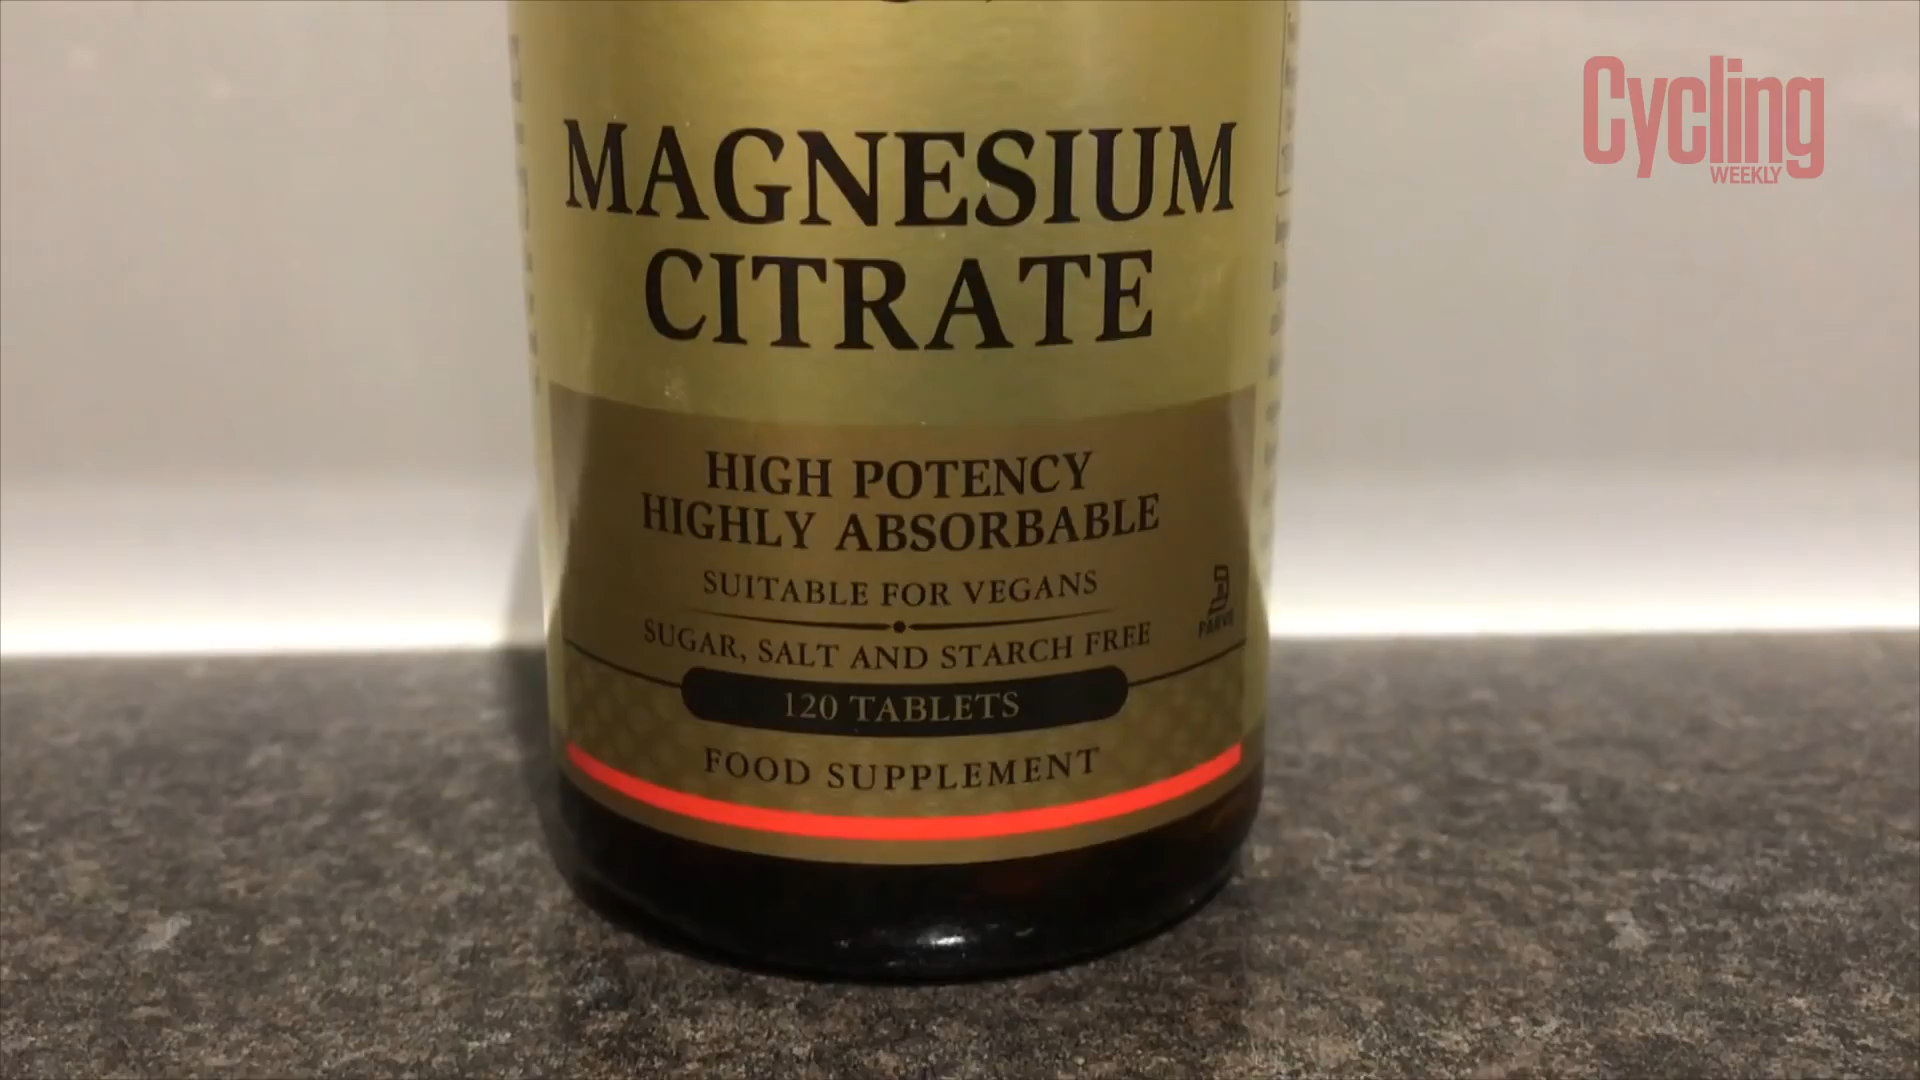 Cycling
WEEKLY
MAGNESIUM
CITRATE
HIGH POTENCY
HIGHLY ABSORBABLE
SUITABLE FOR VEGANS
SUGAR, SALT AND STARCH FREE
PARVE
120 TABLETS
FOOD SUPPLEMENT